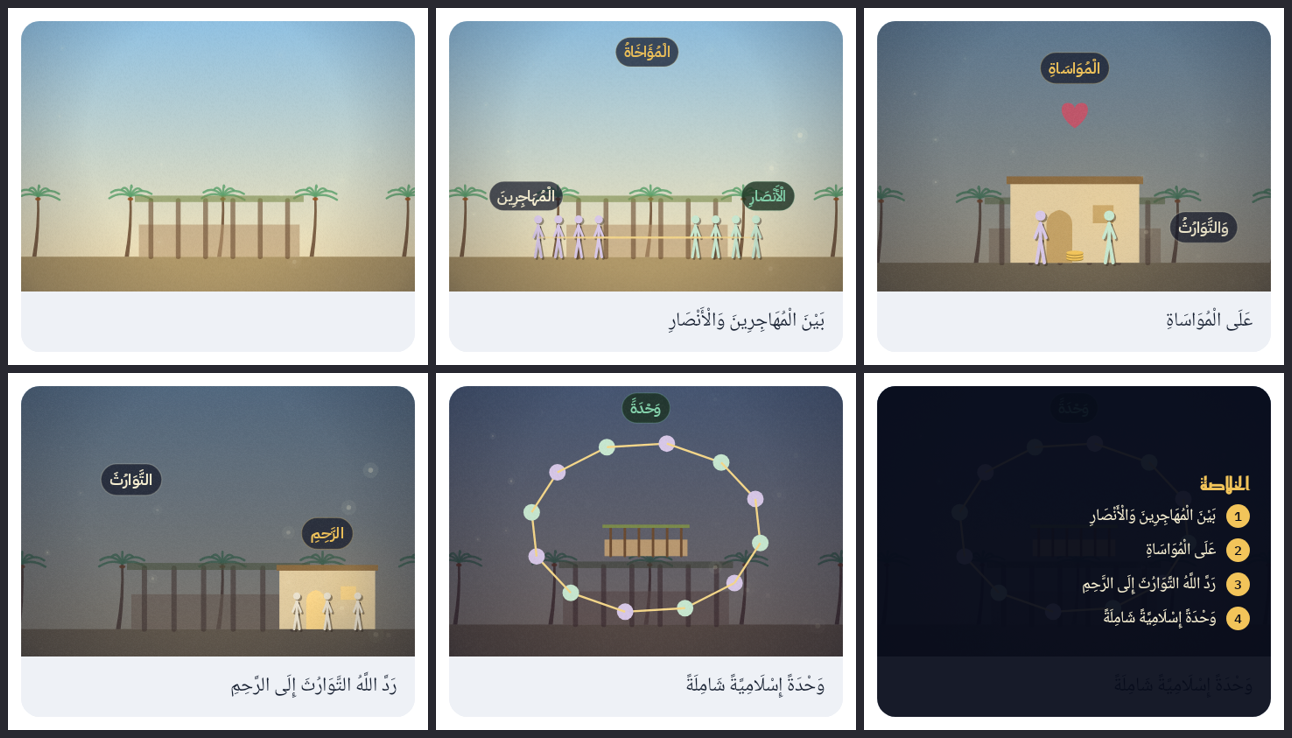 الْمُؤَاخَاةُ
الْمُهَاجِرِينَ
الْأَنْصَارِ
بَيْنَ الْمُهَاجِرِينَ وَالْأَنْصَارِ
الْمُوَاسَاةِ
وَالتَّوَارُثُ
عَلَى الْمُوَاسَاةِ
التَّوَارُثَ
الرَّحِمِ
رَدَّ اللَّهُ التَّوَارُثَ إِلَى الرَّحِمِ
وَحْدَةً
وَحْدَةً إِسْلَامِيَّةً شَامِلَةً
وَحْدَةً
الخلاصة
1 بَيْنَ الْمُهَاجِرِينَ وَالْأَنْصَارِ
2 عَلَى الْمُوَاسَاةِ
3 رَدَّ اللَّهُ التَّوَارُثَ إِلَى الرَّحِمِ
4 وَحْدَةً إِسْلَامِيَّةً شَامِلَةً
وَحْدَةً إِسْلَامِيَّةً شَامِلَةً